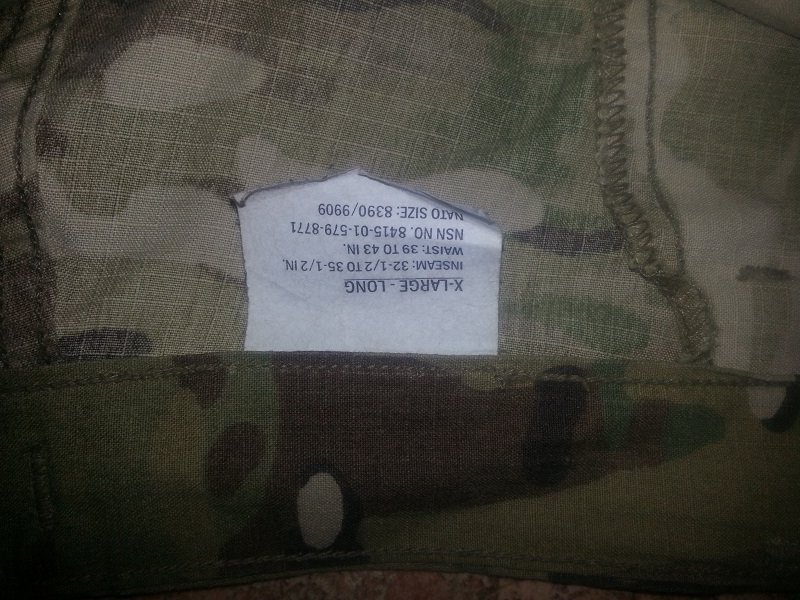 X-LARGE - LONG
INSEAM: 32-1/2 TO 35-1/2 IN.
WAIST: 39 TO 43 IN.
NSN NO. 8415-01-579-8771
NATO SIZE: 8390/9909